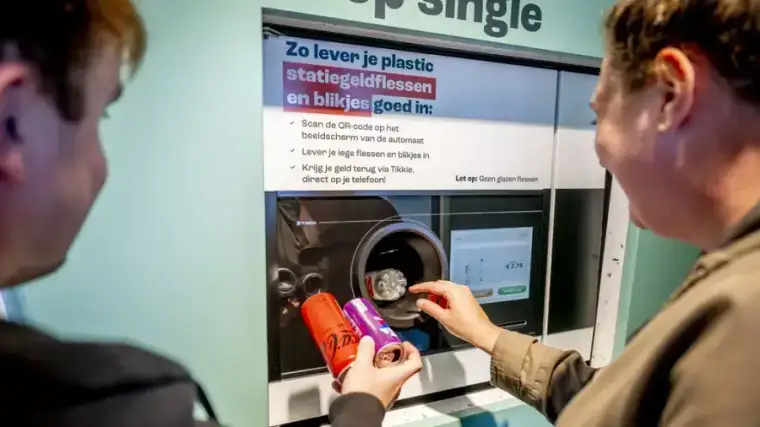 op single
Zo lever je plastic
statiegeldflessen
en blikjes goed in:
✓ Scan de QR-code op het
beeldscherm van de automaat
✓ Lever je lege flessen en blikjes in
✓ Krijg je geld terug via Tikkie,
direct op je telefoon!
Let op: Geen glazen flessen
TOMRA